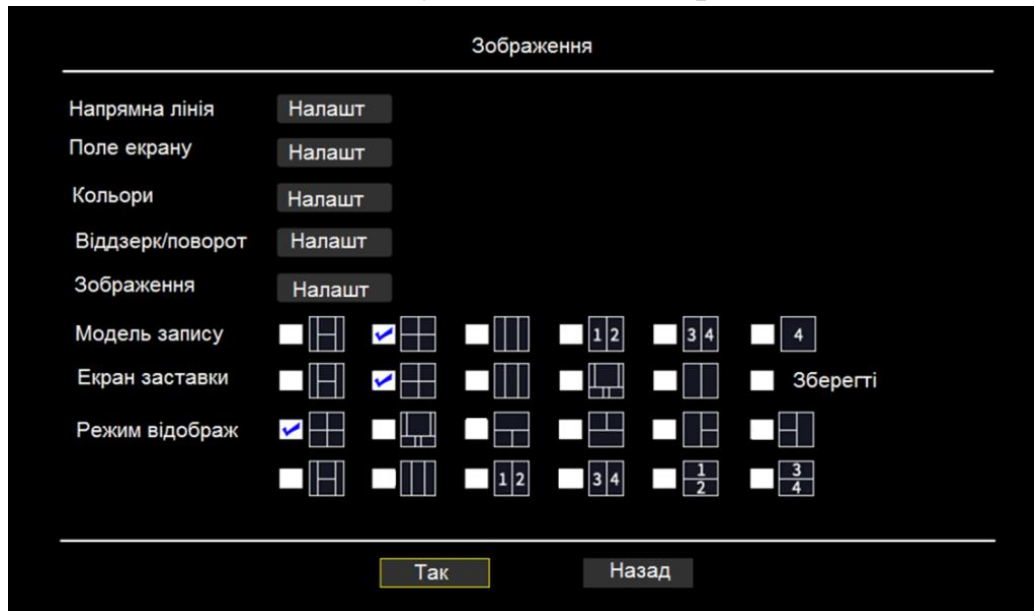 Зображення
Напрямна лінія Налашт
Поле екрану Налашт
Кольори Налашт
Віддзерк/поворот Налашт
Зображення Налашт
Модель запису 1 2 3 4 4
Екран заставки Зберегті
Режим відображ
1 2 3 4 1 2 3 4
Так Назад